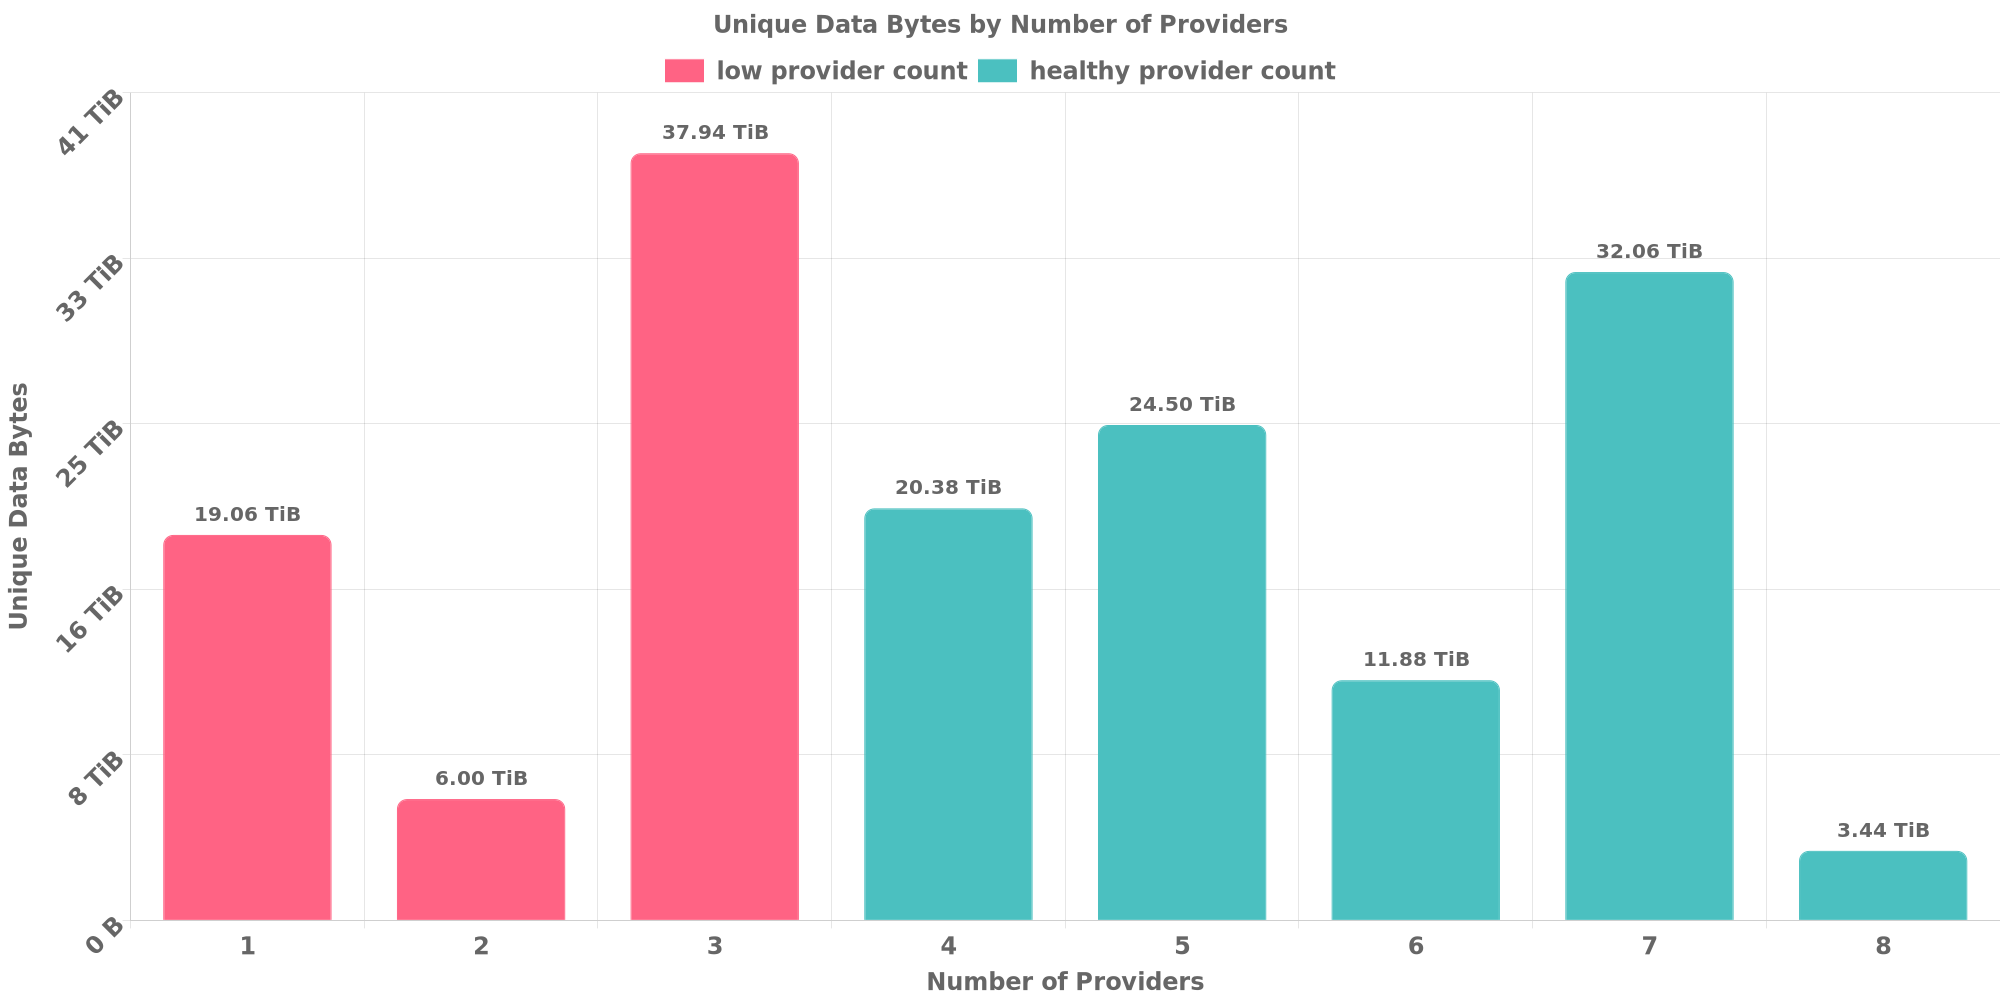 Unique Data Bytes by Number of Providers
low provider count healthy provider count
41 TiB
33 TiB
25 TiB
16 TiB
8 TiB
0 B
Unique Data Bytes
19.06 TiB
6.00 TiB
37.94 TiB
20.38 TiB
24.50 TiB
11.88 TiB
32.06 TiB
3.44 TiB
1 2 3 4 5 6 7 8
Number of Providers